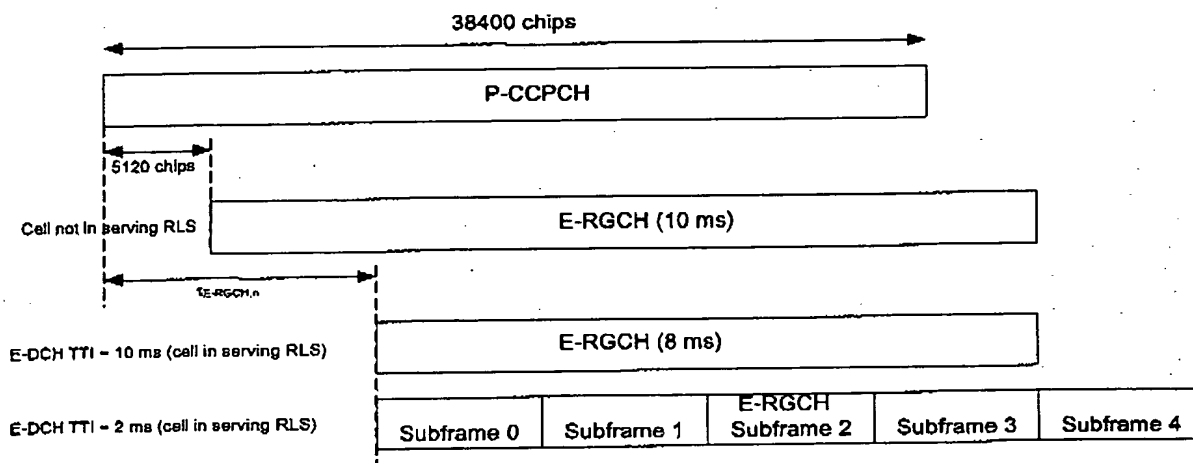 38400 chips
P-CCPCH
5120 chips
Cell not in serving RLS
E-RGCH (10 ms)
τE-RGCH,n
E-DCH TTI - 10 ms (cell in serving RLS)
E-RGCH (8 ms)
E-DCH TTI - 2 ms (cell in serving RLS)
E-RGCH
Subframe 0
Subframe 1
Subframe 2
Subframe 3
Subframe 4